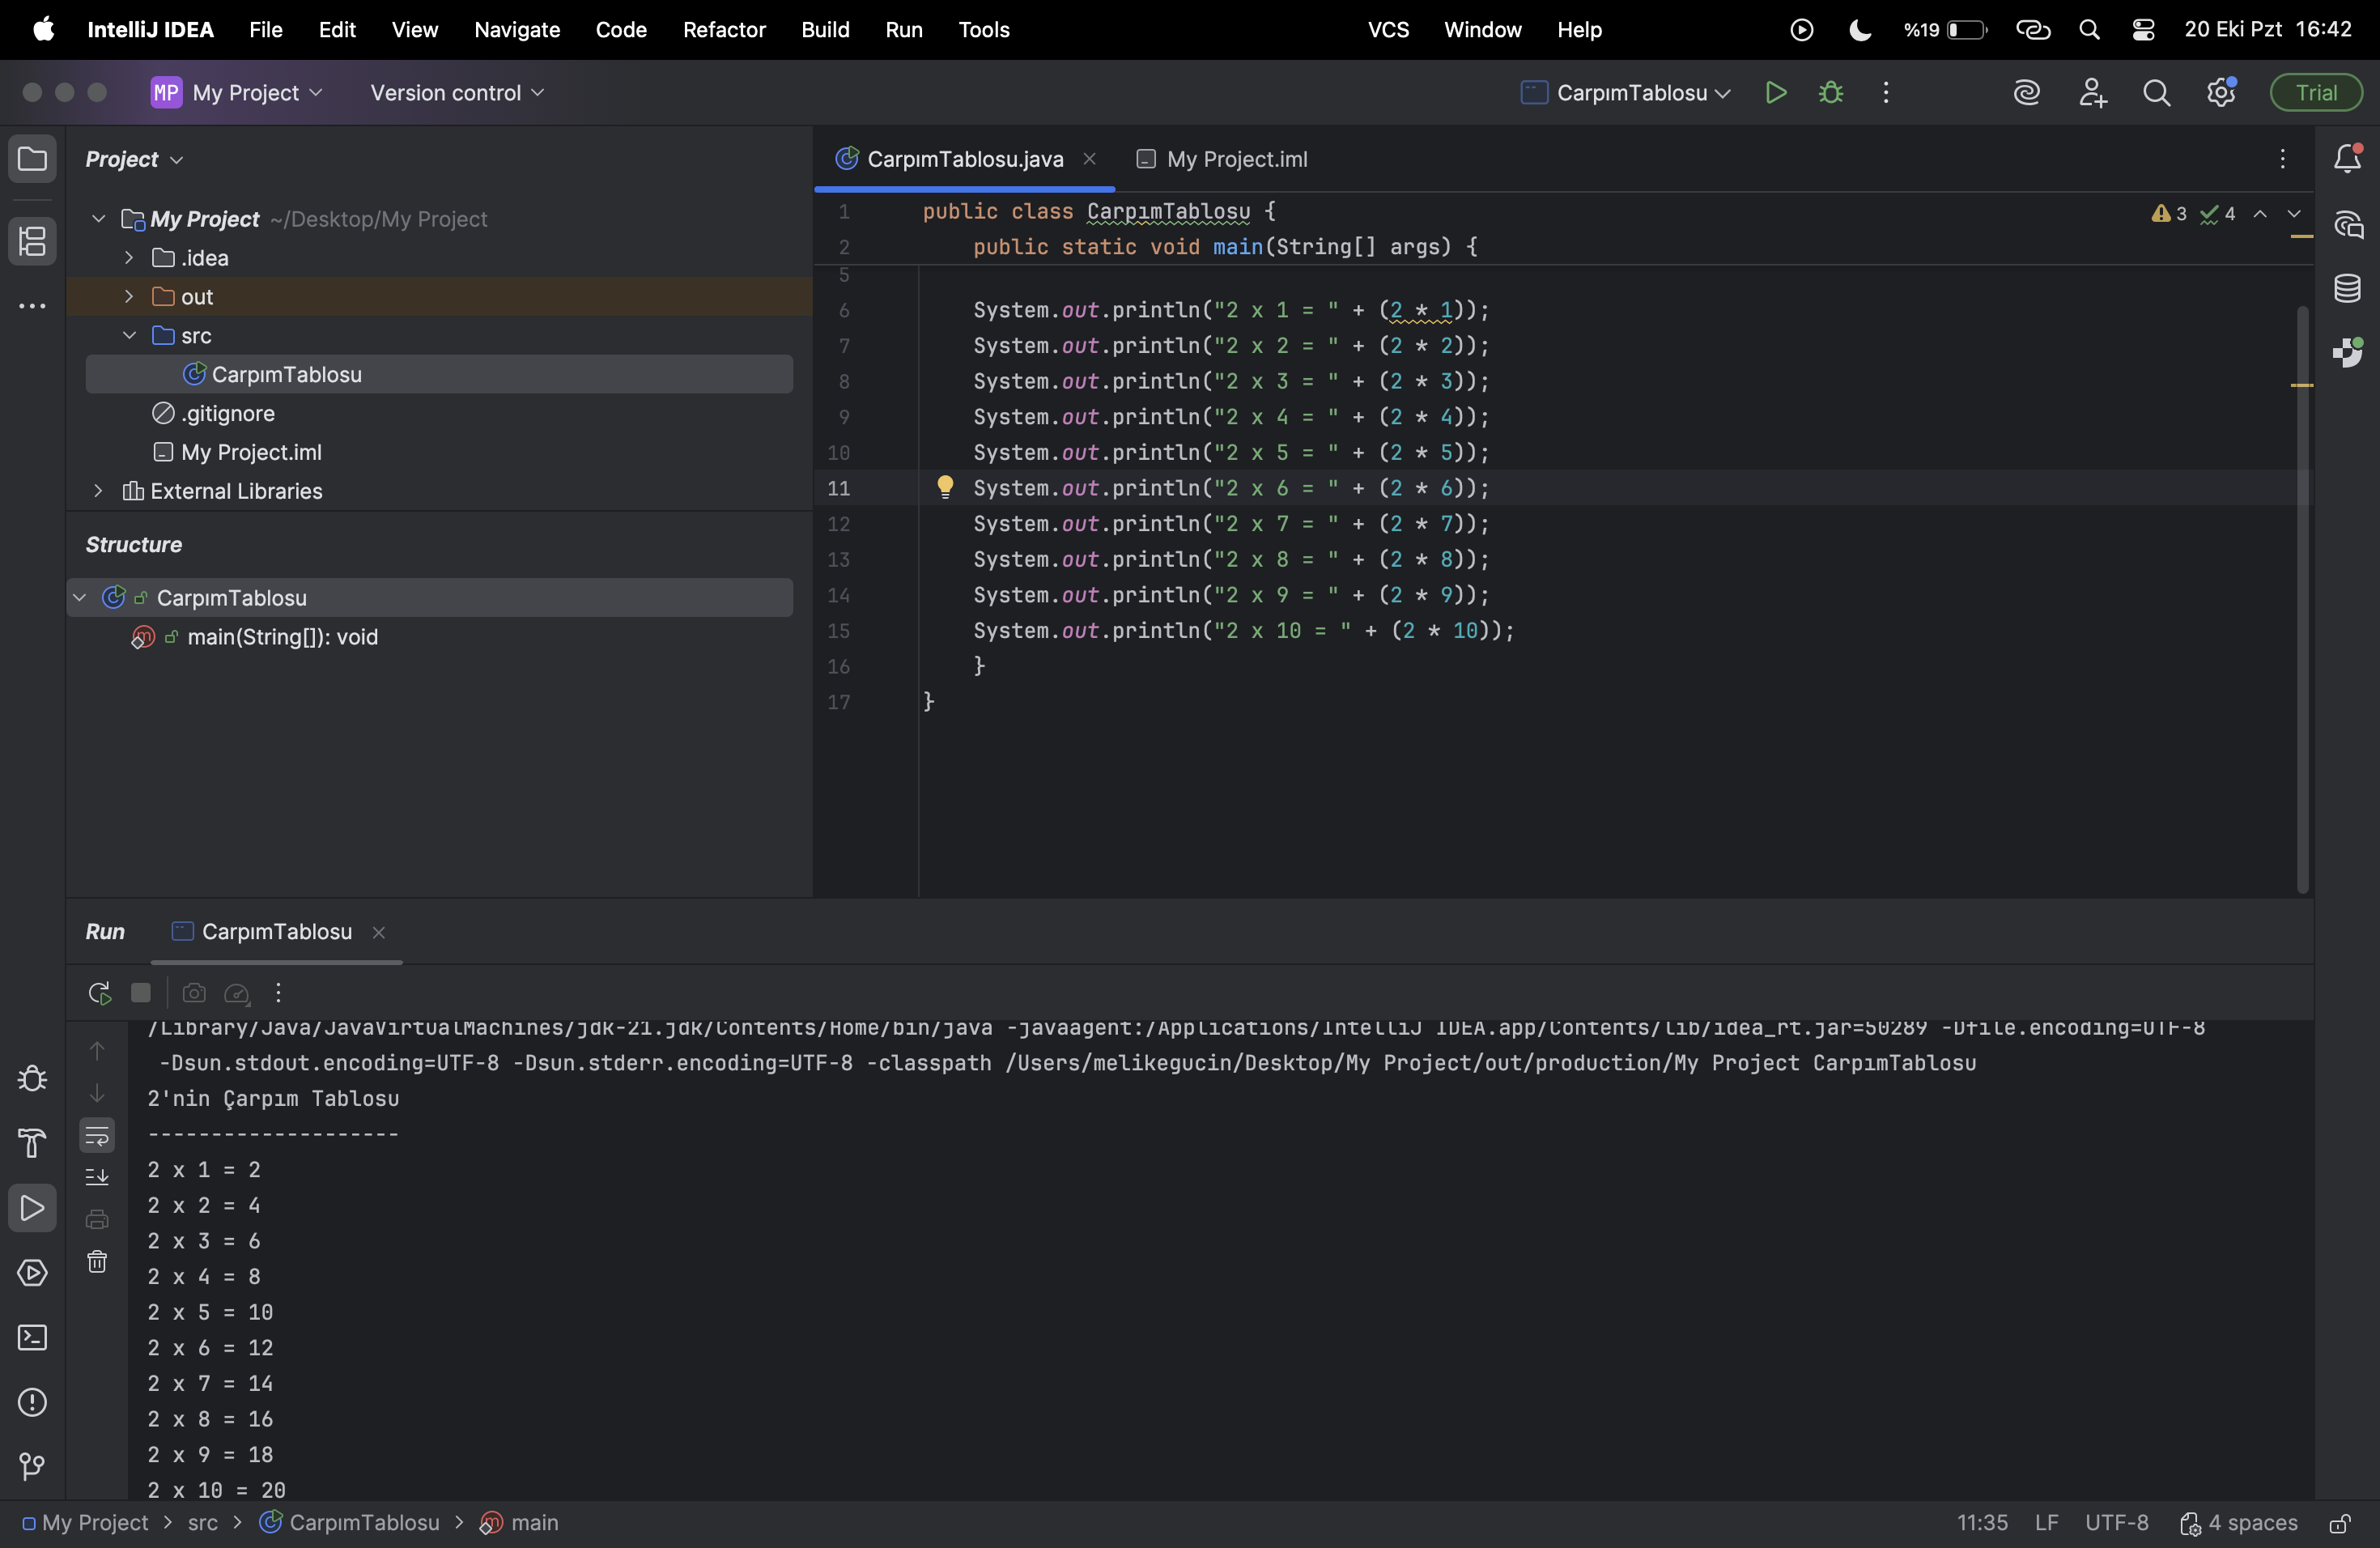 IntelliJ IDEA File Edit View Navigate Code Refactor Build Run Tools VCS Window Help %19 20 Eki Pzt 16:42
MP My Project Version control CarpımTablosu Trial
Project
My Project ~/Desktop/My Project
.idea
out
src
CarpımTablosu
.gitignore
My Project.iml
External Libraries
Structure
CarpımTablosu
main(String[]): void
CarpımTablosu.java My Project.iml
3 4
1 public class CarpımTablosu {
2 public static void main(String[] args) {
5
6 System.out.println("2 x 1 = " + (2 * 1));
7 System.out.println("2 x 2 = " + (2 * 2));
8 System.out.println("2 x 3 = " + (2 * 3));
9 System.out.println("2 x 4 = " + (2 * 4));
10 System.out.println("2 x 5 = " + (2 * 5));
11 System.out.println("2 x 6 = " + (2 * 6));
12 System.out.println("2 x 7 = " + (2 * 7));
13 System.out.println("2 x 8 = " + (2 * 8));
14 System.out.println("2 x 9 = " + (2 * 9));
15 System.out.println("2 x 10 = " + (2 * 10));
16 }
17 }
Run CarpımTablosu
/Library/Java/JavaVirtualMachines/jdk-21.jdk/Contents/Home/bin/java -javaagent:/Applications/IntelliJ IDEA.app/Contents/lib/idea_rt.jar=50289 -Dfile.encoding=UTF-8
-Dsun.stdout.encoding=UTF-8 -Dsun.stderr.encoding=UTF-8 -classpath /Users/melikegucin/Desktop/My Project/out/production/My Project CarpımTablosu
2'nin Çarpım Tablosu
--------------------
2 x 1 = 2
2 x 2 = 4
2 x 3 = 6
2 x 4 = 8
2 x 5 = 10
2 x 6 = 12
2 x 7 = 14
2 x 8 = 16
2 x 9 = 18
2 x 10 = 20
My Project > src > CarpımTablosu > main 11:35 LF UTF-8 4 spaces